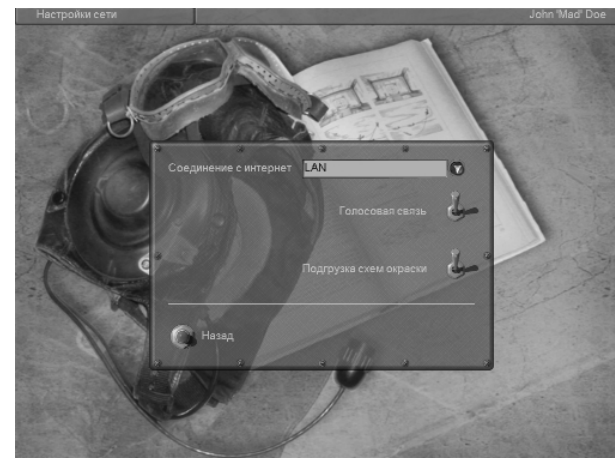 Настройки сети
John "Mad" Doe
Соединение с интернет LAN
Голосовая связь
Подгрузка схем окраски
Назад